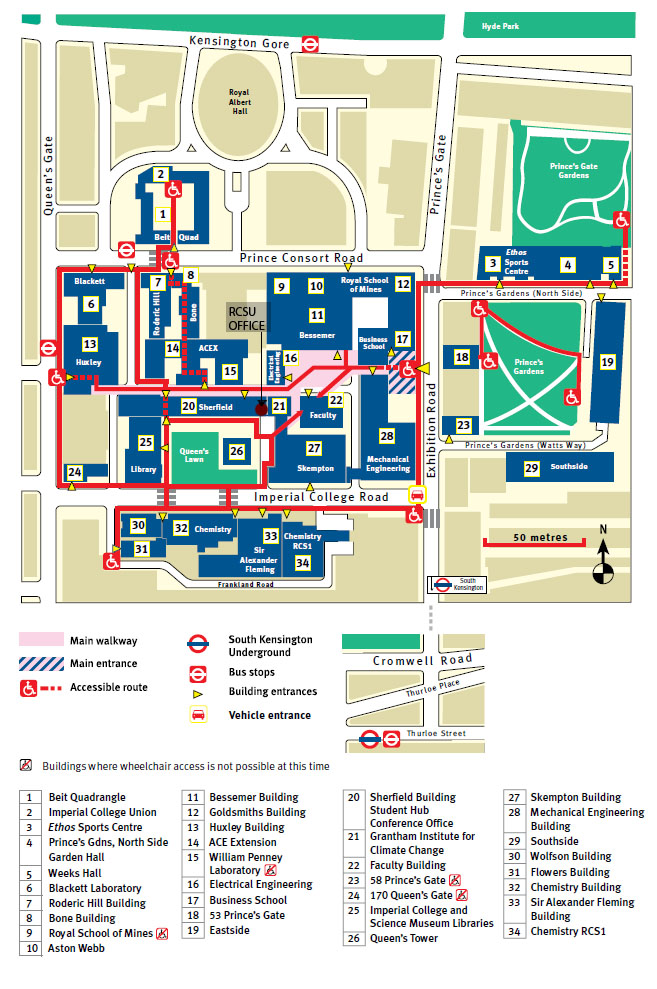 Hyde Park
Kensington Gore
Royal
Albert
Hall
Queen's Gate
Prince's Gate
Prince's Gate
Gardens
2
1
Beit Quad
Prince Consort Road
Ethos
Sports
Centre
3
4
5
Prince's Gardens (North Side)
Blackett
6
7
8
Roderic Hill
Bone
9
10
Royal School
of Mines
12
11
Bessemer
RCSU
OFFICE
13
Huxley
14
ACEX
15
Electrical
Engineering
16
Business
School
17
18
Prince's
Gardens
19
20
Sherfield
21
22
Faculty
23
Exhibition Road
Prince's Gardens (Watts Way)
25
Library
Queen's
Lawn
26
27
Skempton
28
Mechanical
Engineering
24
29
Southside
Imperial College Road
30
31
32
Chemistry
33
Sir
Alexander
Fleming
Chemistry
RCS1
34
Frankland Road
50 metres
N
South
Kensington
Main walkway
Main entrance
Accessible route
South Kensington
Underground
Bus stops
Building entrances
Vehicle entrance
Cromwell Road
Thurloe Place
Thurloe Street
Buildings where wheelchair access is not possible at this time
1 Beit Quadrangle
2 Imperial College Union
3 Ethos Sports Centre
4 Prince's Gdns, North Side
Garden Hall
5 Weeks Hall
6 Blackett Laboratory
7 Roderic Hill Building
8 Bone Building
9 Royal School of Mines
10 Aston Webb
11 Bessemer Building
12 Goldsmiths Building
13 Huxley Building
14 ACE Extension
15 William Penney
Laboratory
16 Electrical Engineering
17 Business School
18 53 Prince's Gate
19 Eastside
20 Sherfield Building
Student Hub
Conference Office
21 Grantham Institute for
Climate Change
22 Faculty Building
23 58 Prince's Gate
24 170 Queen's Gate
25 Imperial College and
Science Museum Libraries
26 Queen's Tower
27 Skempton Building
28 Mechanical Engineering
Building
29 Southside
30 Wolfson Building
31 Flowers Building
32 Chemistry Building
33 Sir Alexander Fleming
Building
34 Chemistry RCS1